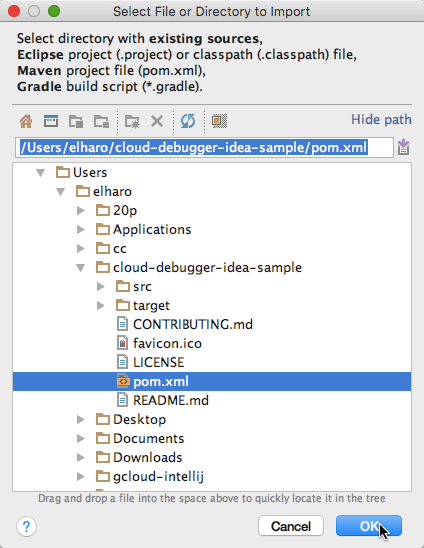 Select File or Directory to Import
Select directory with existing sources,
Eclipse project (.project) or classpath (.classpath) file,
Maven project file (pom.xml),
Gradle build script (*.gradle).
Hide path
/Users/elharo/cloud-debugger-idea-sample/pom.xml
Users
elharo
20p
Applications
cc
cloud-debugger-idea-sample
src
target
CONTRIBUTING.md
favicon.ico
LICENSE
pom.xml
README.md
Desktop
Documents
Downloads
gcloud-intellij
Drag and drop a file into the space above to quickly locate it in the tree
? Cancel OK